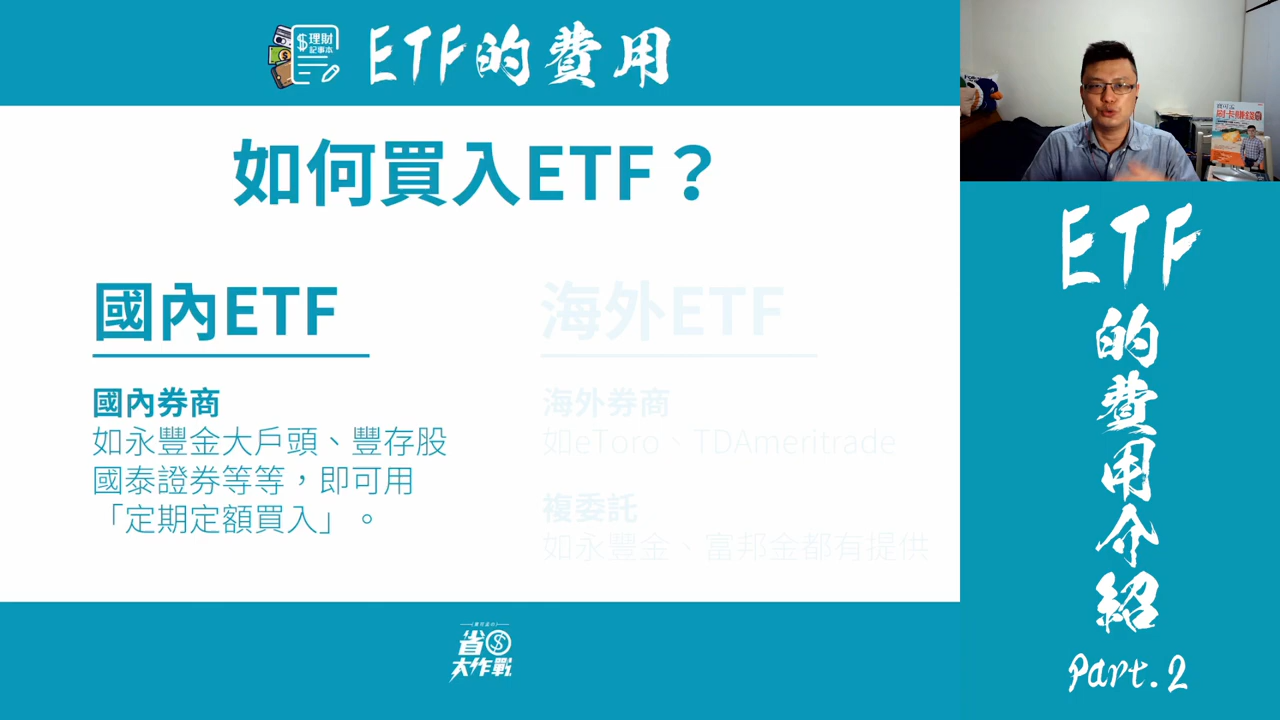 $理財
記事本
ETF的費用
如何買入ETF？
國內ETF
國內券商
如永豐金大戶頭、豐存股
國泰證券等等，即可用
「定期定額買入」。
海外ETF
海外券商
如eToro、TDAmeritrade
複委託
如永豐金、富邦金都有提供
省$
大作戰
刷卡賺錢
ETF
的
費
用
介
紹
Part.2